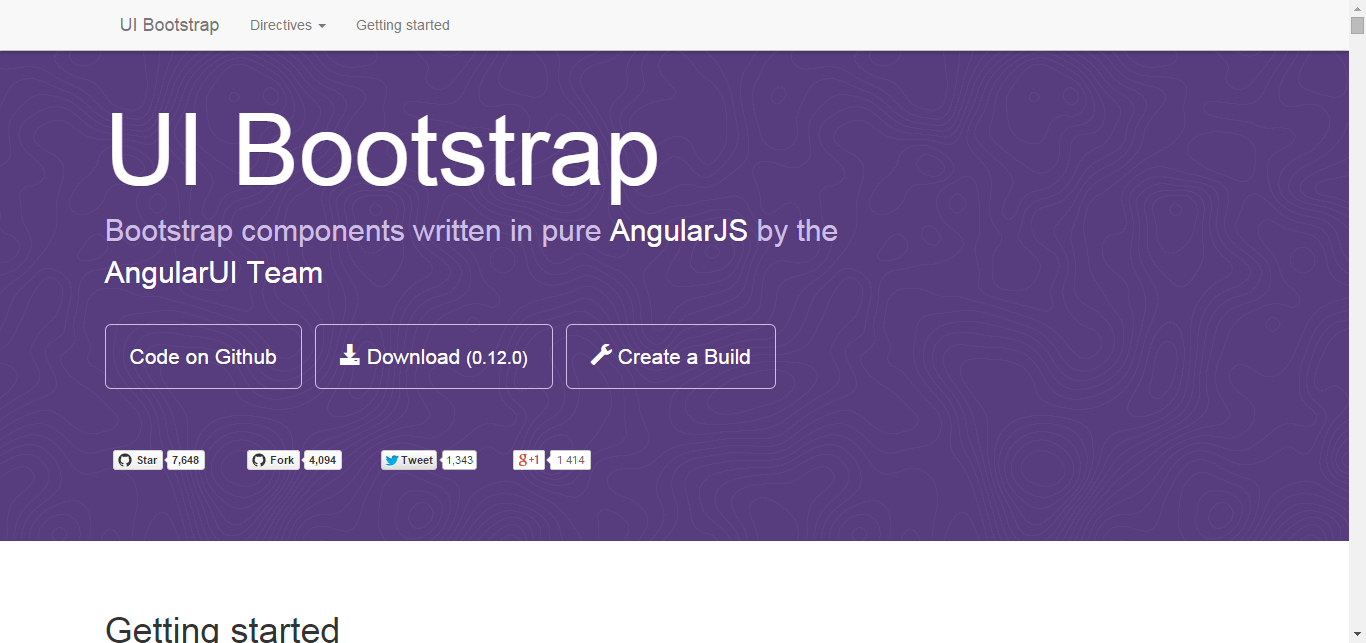 UI Bootstrap Directives Getting started
UI Bootstrap
Bootstrap components written in pure AngularJS by the
AngularUI Team
Code on Github Download (0.12.0) Create a Build
Star 7,648 Fork 4,094 Tweet 1,343 g+1 1 414
Getting started